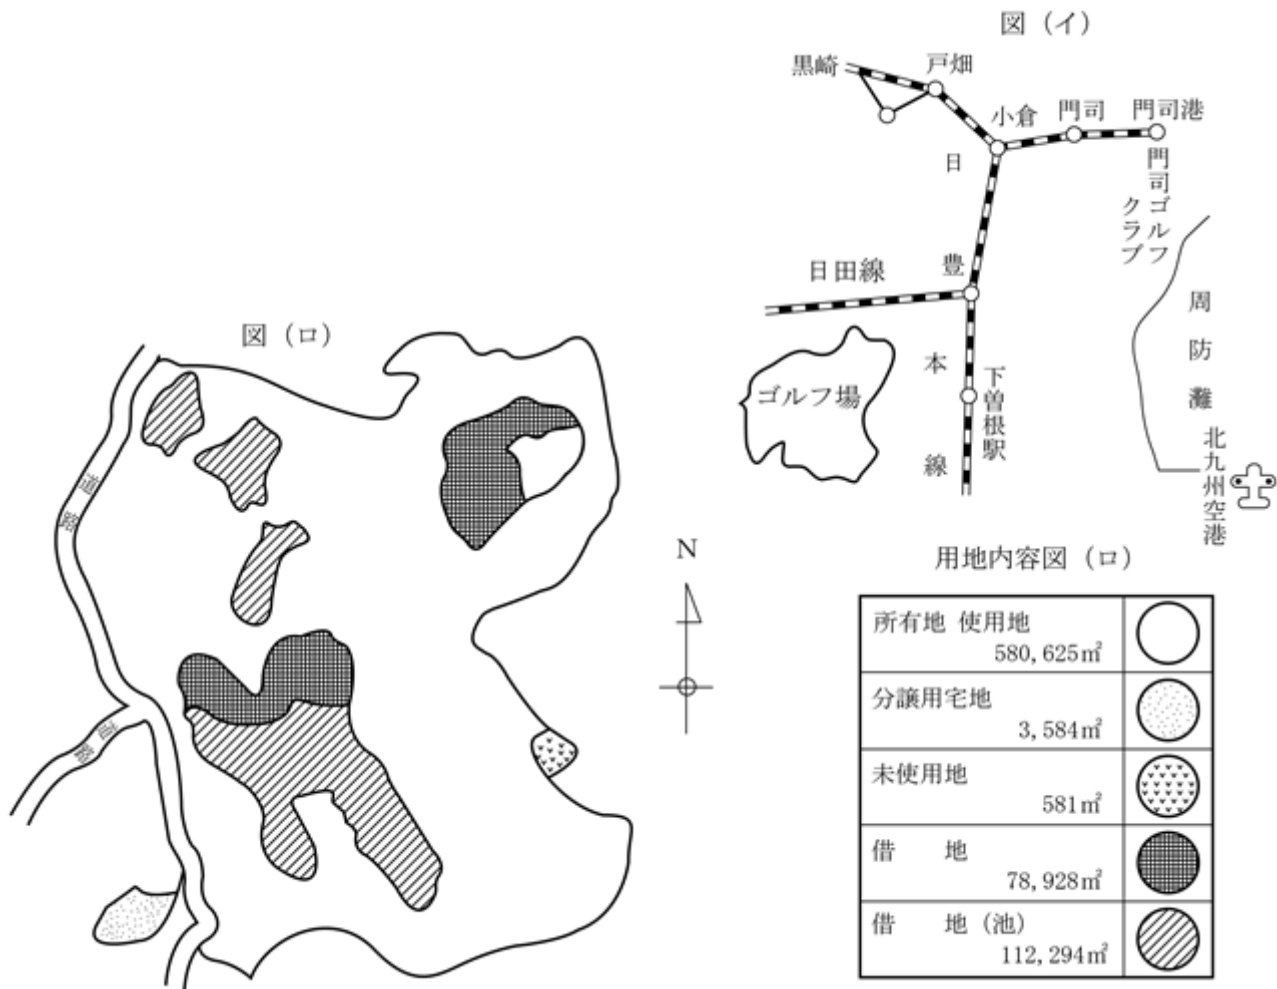 図（イ）
黒崎
戸畑
小倉
門司
門司港
門司ゴルフ
クラブ
日豊本線
日田線
ゴルフ場
下曽根駅
周防灘
北九州空港
図（ロ）
道路
道路
N
用地内容図（ロ）
所有地 使用地
580,625㎡
分譲用宅地
3,584㎡
未使用地
581㎡
借　　地
78,928㎡
借　　地（池）
112,294㎡